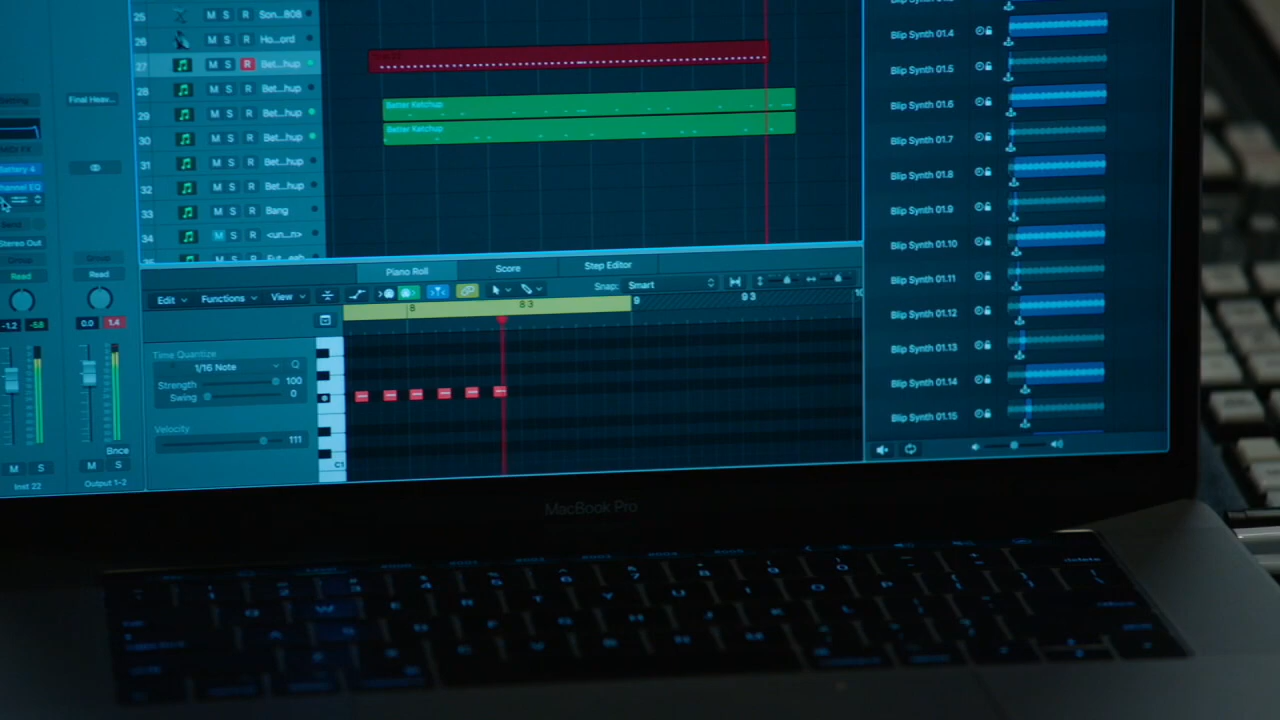 25 M S R Son...808
26 M S R Ho...ord
27 M S R Bet...hup
28 M S R Bet...hup
29 M S R Bet...hup
30 M S R Bet...hup
31 M S R Bet...hup
32 M S R Bet...hup
33 M S R Bang
34 M S R <un...n>
Better Ketchup
Better Ketchup
Final Heav...
Battery 4
Channel EQ
Stereo Out
Group
Group
Read
Read
-1.2 -5.8
0.0 1.4
Bnce
M S
M S
Inst 22
Output 1-2
Piano Roll
Score
Step Editor
Edit
Functions
View
Snap: Smart
8
8 3
9
9 3
10
Time Quantize
1/16 Note
Strength 100
Swing 0
Velocity: 111
C1
Blip Synth 01.4
Blip Synth 01.5
Blip Synth 01.6
Blip Synth 01.7
Blip Synth 01.8
Blip Synth 01.9
Blip Synth 01.10
Blip Synth 01.11
Blip Synth 01.12
Blip Synth 01.13
Blip Synth 01.14
Blip Synth 01.15
MacBook Pro